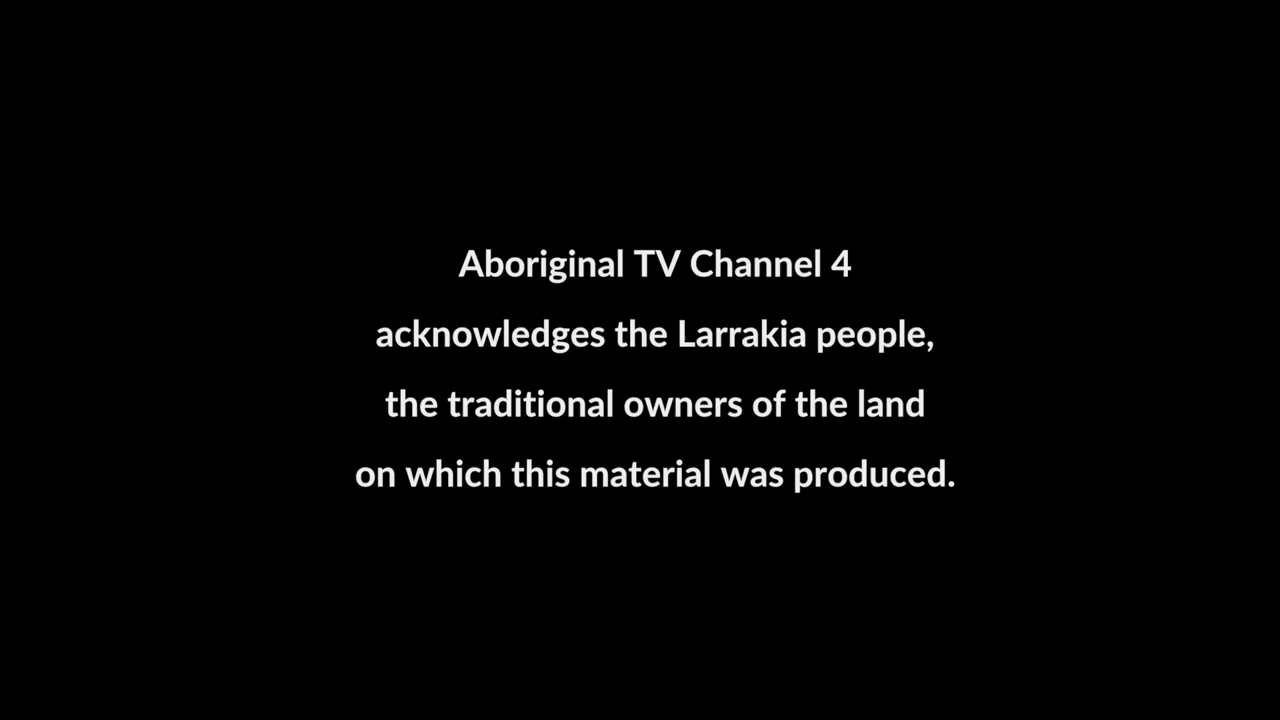 Aboriginal TV Channel 4
acknowledges the Larrakia people,
the traditional owners of the land
on which this material was produced.